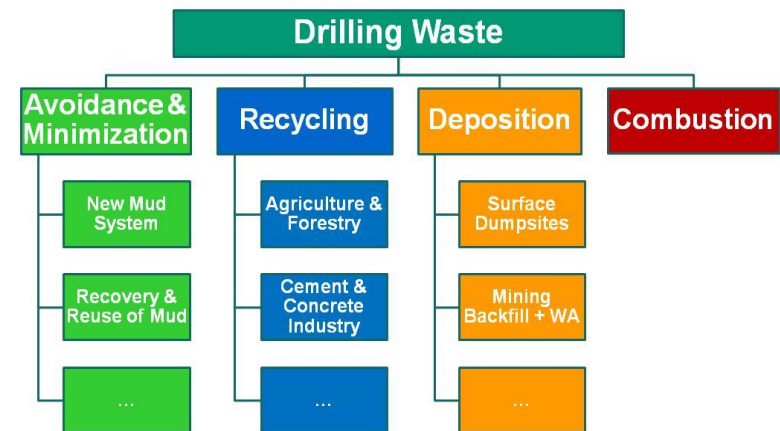 Drilling Waste
Avoidance &
Minimization
Recycling
Deposition
Combustion
New Mud
System
Agriculture &
Forestry
Surface
Dumpsites
Recovery &
Reuse of Mud
Cement &
Concrete
Industry
Mining
Backfill + WA
...
...
...